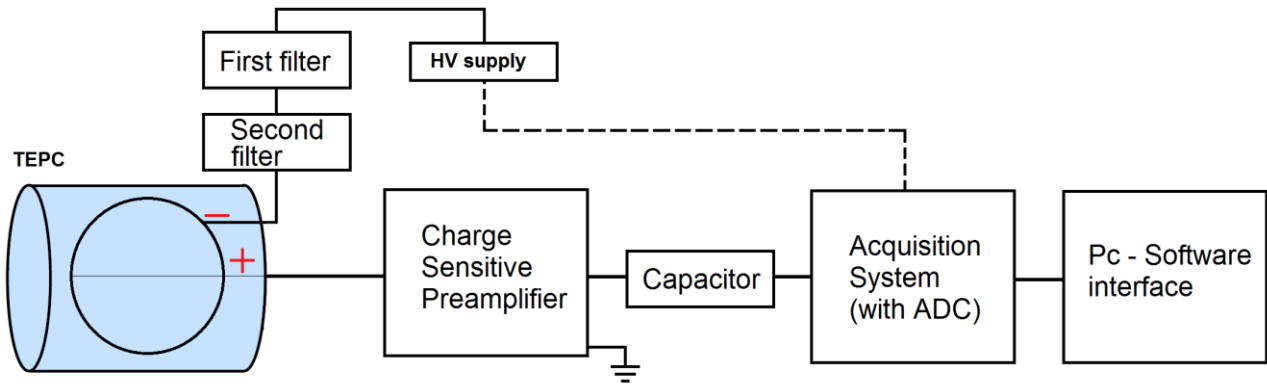 First filter
HV supply
Second
filter
TEPC
−
+
Charge
Sensitive
Preamplifier
Capacitor
Acquisition
System
(with ADC)
Pc - Software
interface